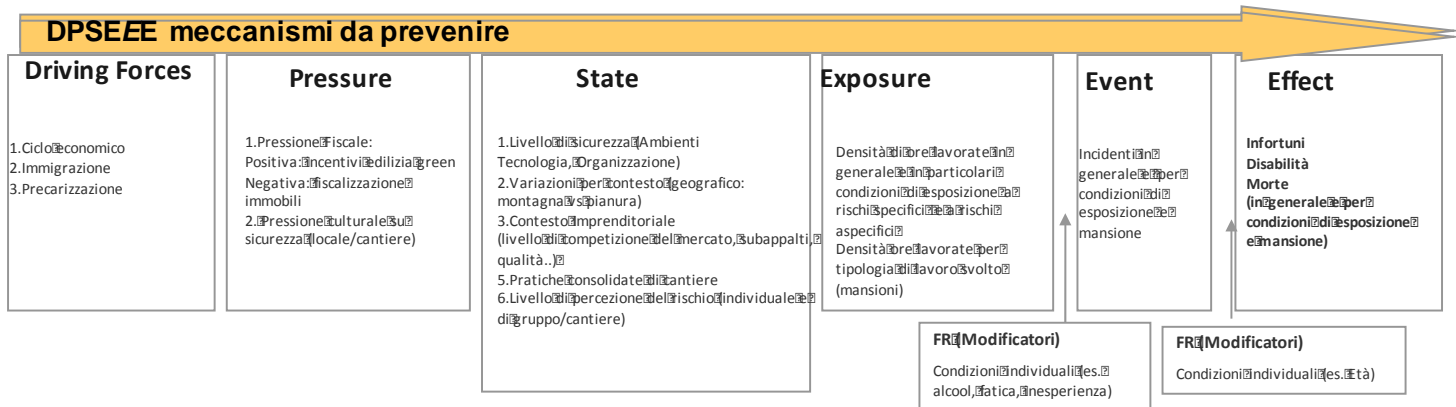 DPSEEE meccanismi da prevenire
Driving Forces
1.Ciclo economico
2.Immigrazione
3.Precarizzazione
Pressure
1.Pressione Fiscale:
Positiva: Incentivi edilizia green
Negativa: fiscalizzazione
immobili
2. Pressione culturale su
sicurezza (locale/cantiere)
State
1.Livello di sicurezza (Ambienti
Tecnologia, Organizzazione)
2.Variazioni per contesto (geografico:
montagna vs pianura)
3.Contesto Imprenditoriale
(livello di competizione del mercato, subappalti,
qualità..)
5.Pratiche consolidate di cantiere
6.Livello di percezione del rischio (individuale e
di gruppo/cantiere)
Exposure
Densità di ore lavorate in
generale e in particolari
condizioni di esposizione a
rischi specifici e a rischi
aspecifici
Densità ore lavorate per
tipologia di lavoro svolto
(mansioni)
Event
Incidenti in
generale e per
condizioni di
esposizione e
mansione
Effect
Infortuni
Disabilità
Morte
(in generale e per
condizioni di esposizione
e mansione)
FR (Modificatori)
Condizioni individuali (es.
alcool, fatica, inesperienza)
FR (Modificatori)
Condizioni individuali (es. Età)